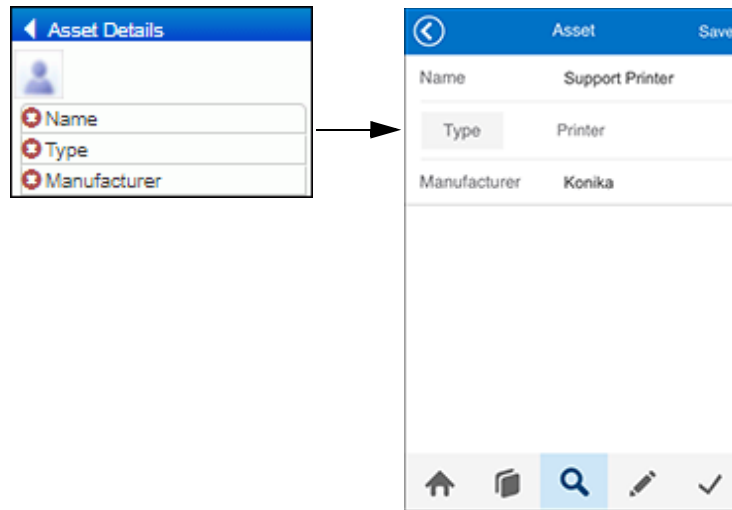 Asset Details
Name
Type
Manufacturer
Asset Save
Name Support Printer
Type Printer
Manufacturer Konika